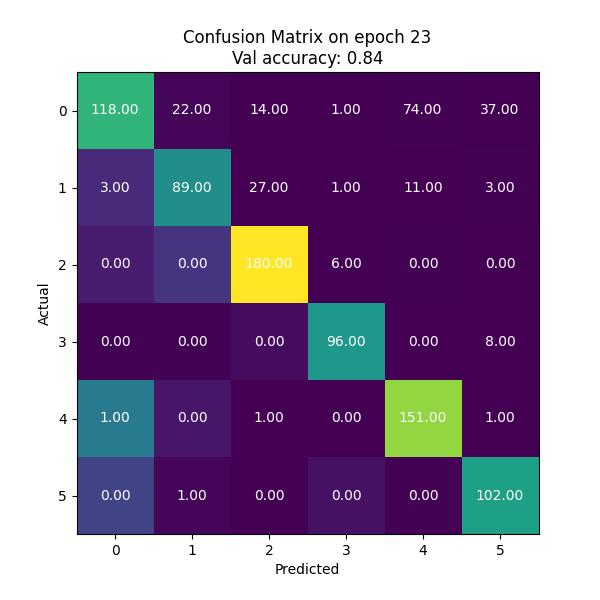 Confusion Matrix on epoch 23
Val accuracy: 0.84
Actual
0 118.00 22.00 14.00 1.00 74.00 37.00
1 3.00 89.00 27.00 1.00 11.00 3.00
2 0.00 0.00 180.00 6.00 0.00 0.00
3 0.00 0.00 0.00 96.00 0.00 8.00
4 1.00 0.00 1.00 0.00 151.00 1.00
5 0.00 1.00 0.00 0.00 0.00 102.00
0 1 2 3 4 5
Predicted